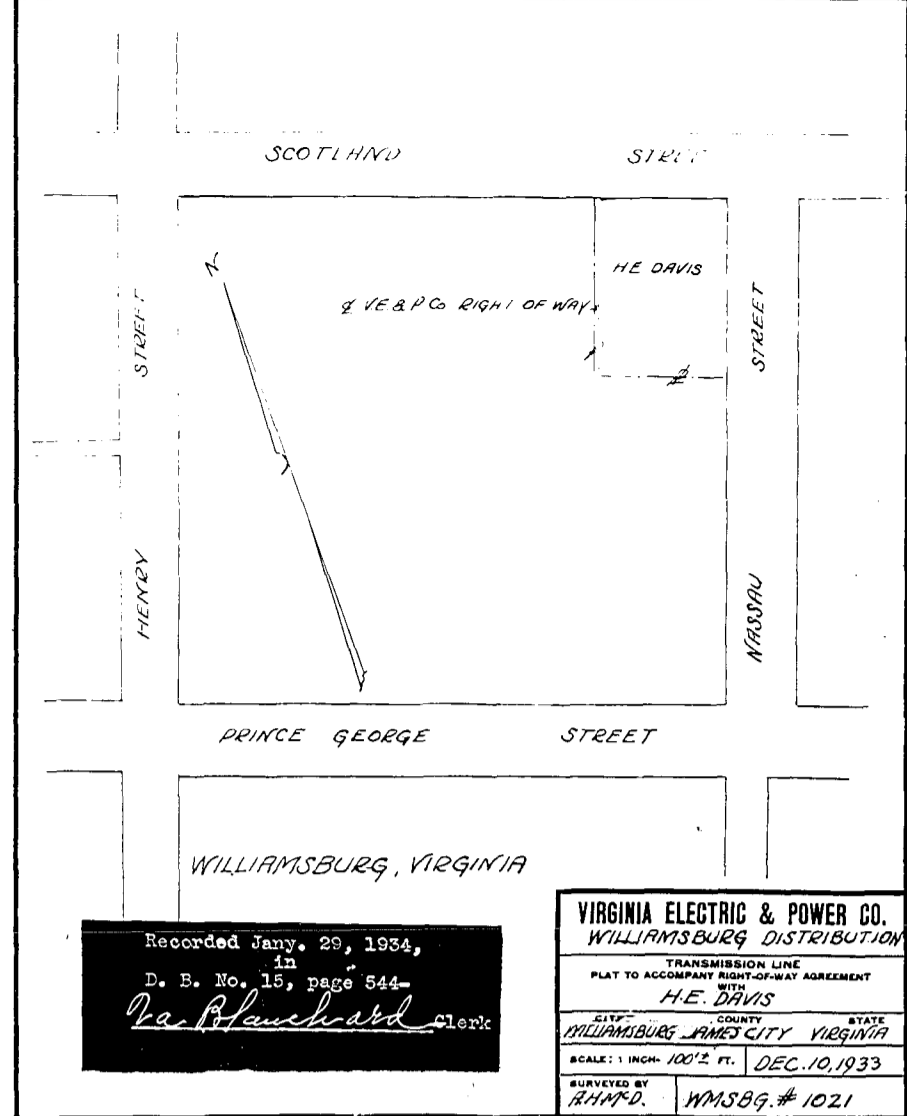 SCOTLAND STREET
HE DAVIS
℄ V.E.&P Co RIGHT OF WAY
STREET
STREET
HENRY
NASSAU
PRINCE GEORGE STREET
WILLIAMSBURG, VIRGINIA
Recorded Jany. 29, 1934,
in
D. B. No. 15, page 544-
Va Blanchard Clerk
VIRGINIA ELECTRIC & POWER CO.
WILLIAMSBURG DISTRIBUTION
TRANSMISSION LINE
PLAT TO ACCOMPANY RIGHT-OF-WAY AGREEMENT
WITH
H.E. DAVIS
CITY COUNTY STATE
WILLIAMSBURG JAMES CITY VIRGINIA
SCALE: 1 INCH= 100'± FT. DEC. 10, 1933
SURVEYED BY
R.H.McD. WMSBG. # 1021